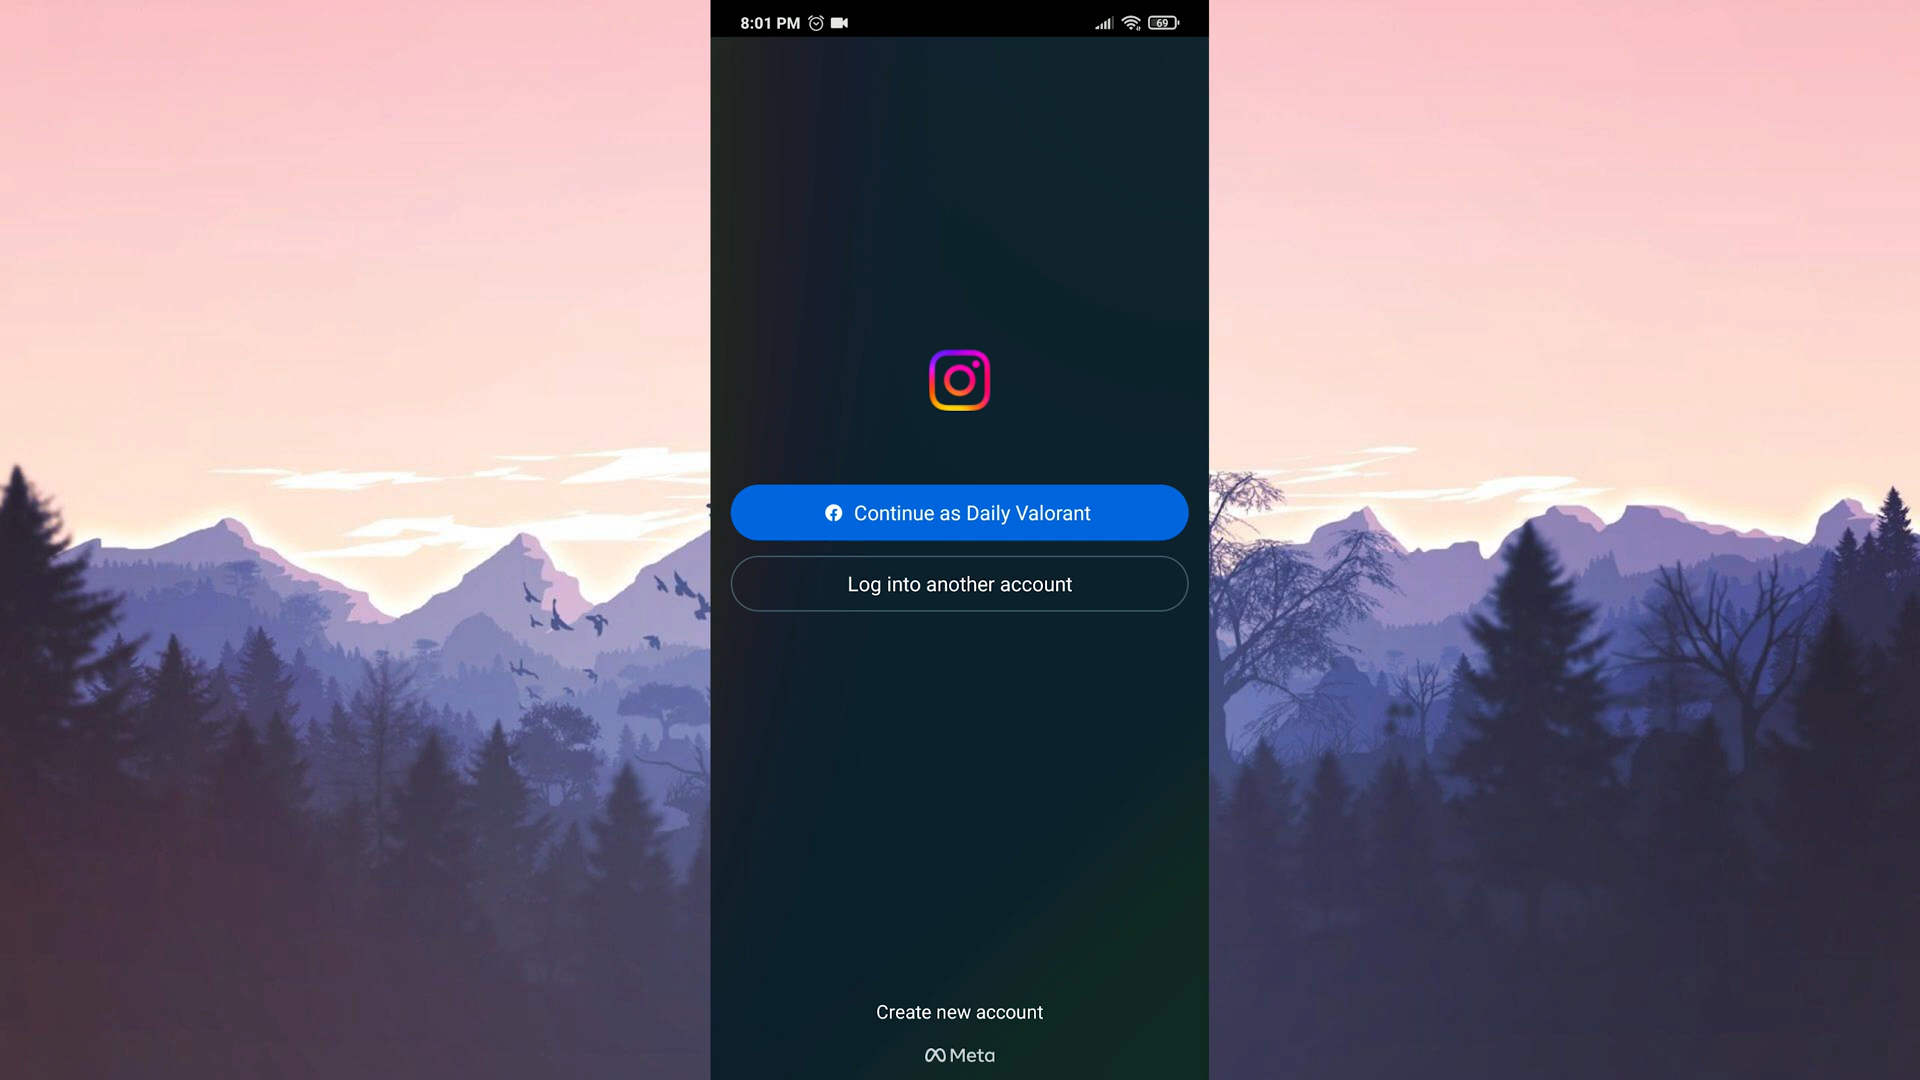 8:01 PM
69
Continue as Daily Valorant
Log into another account
Create new account
Meta